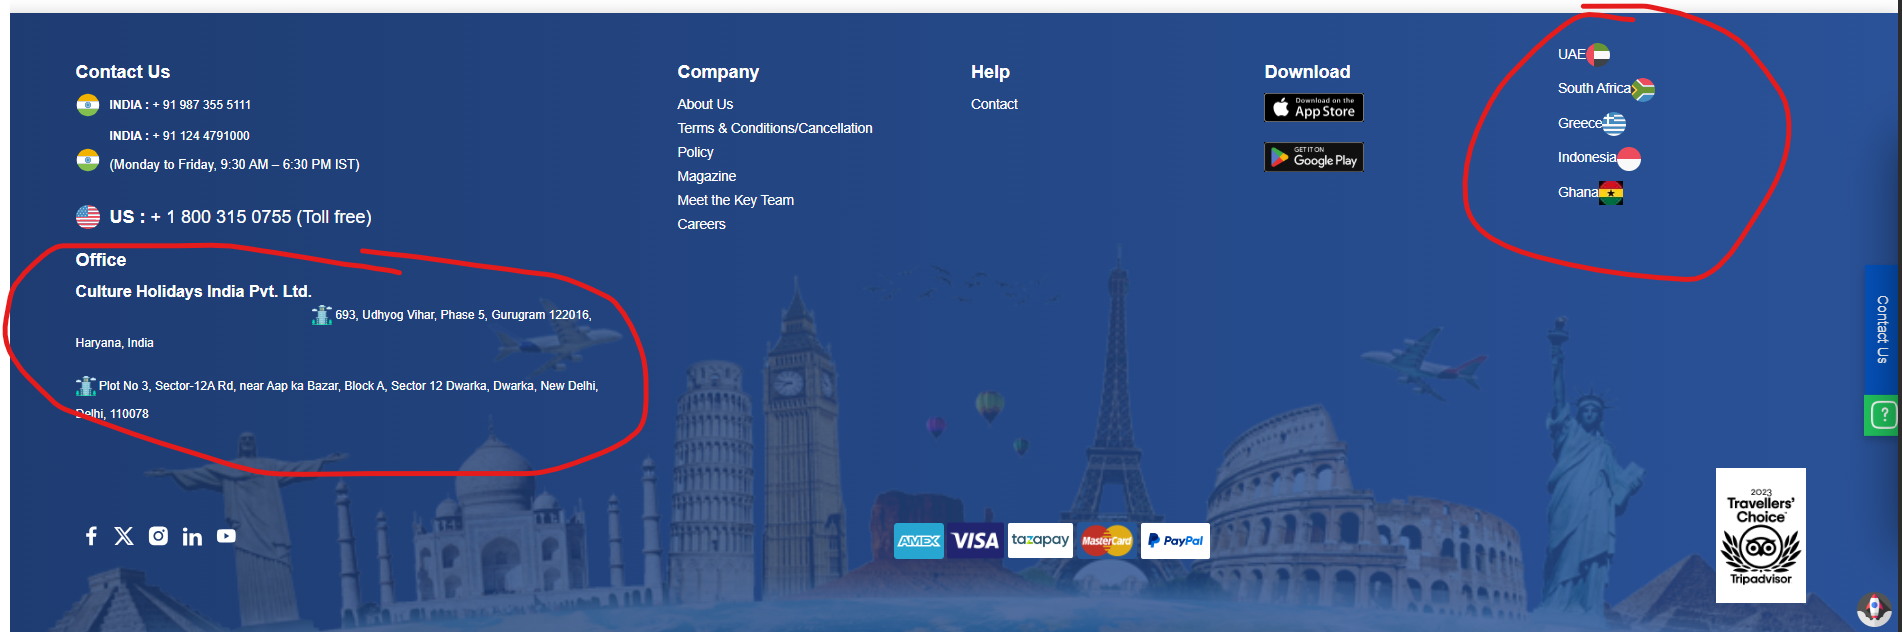 Contact Us
INDIA : + 91 987 355 5111
INDIA : + 91 124 4791000
(Monday to Friday, 9:30 AM – 6:30 PM IST)
US : + 1 800 315 0755 (Toll free)
Office
Culture Holidays India Pvt. Ltd.
693, Udhyog Vihar, Phase 5, Gurugram 122016,
Haryana, India
Plot No 3, Sector-12A Rd, near Aap ka Bazar, Block A, Sector 12 Dwarka, Dwarka, New Delhi,
Delhi, 110078
Company
About Us
Terms & Conditions/Cancellation
Policy
Magazine
Meet the Key Team
Careers
Help
Contact
Download
Download on the
App Store
GET IT ON
Google Play
UAE
South Africa
Greece
Indonesia
Ghana
Contact Us
?
AMEX
VISA
tazapay
MasterCard
PayPal
2023
Travellers'
Choice
Tripadvisor